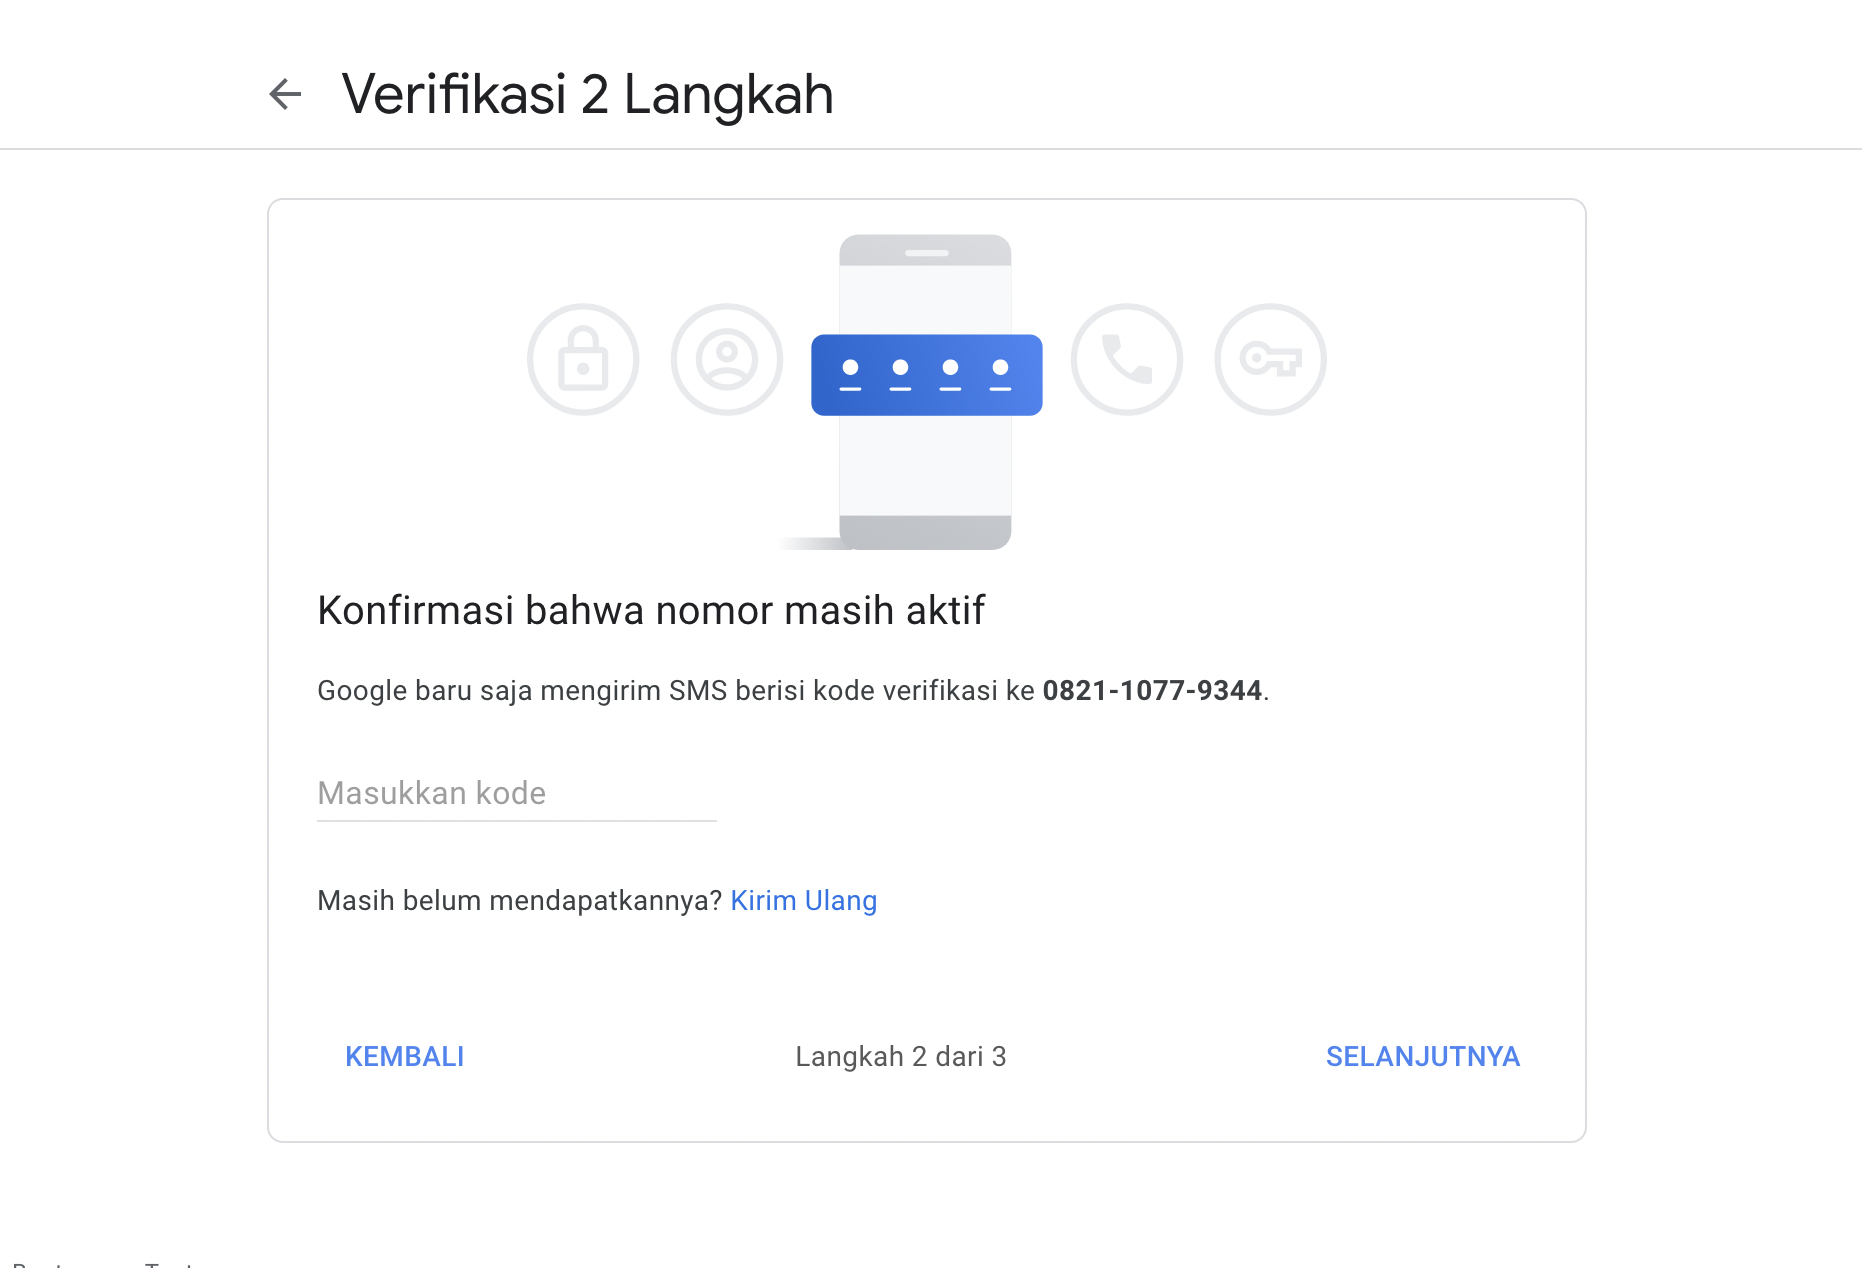 Verifikasi 2 Langkah
Konfirmasi bahwa nomor masih aktif
Google baru saja mengirim SMS berisi kode verifikasi ke 0821-1077-9344.
Masukkan kode
Masih belum mendapatkannya? Kirim Ulang
KEMBALI
Langkah 2 dari 3
SELANJUTNYA